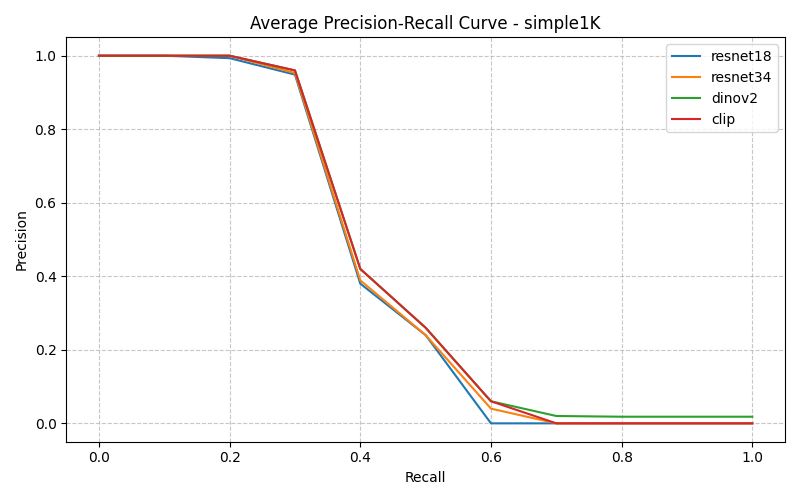 Average Precision-Recall Curve - simple1K
resnet18
resnet34
dinov2
clip
Precision
1.0
0.8
0.6
0.4
0.2
0.0
0.0 0.2 0.4 0.6 0.8 1.0
Recall